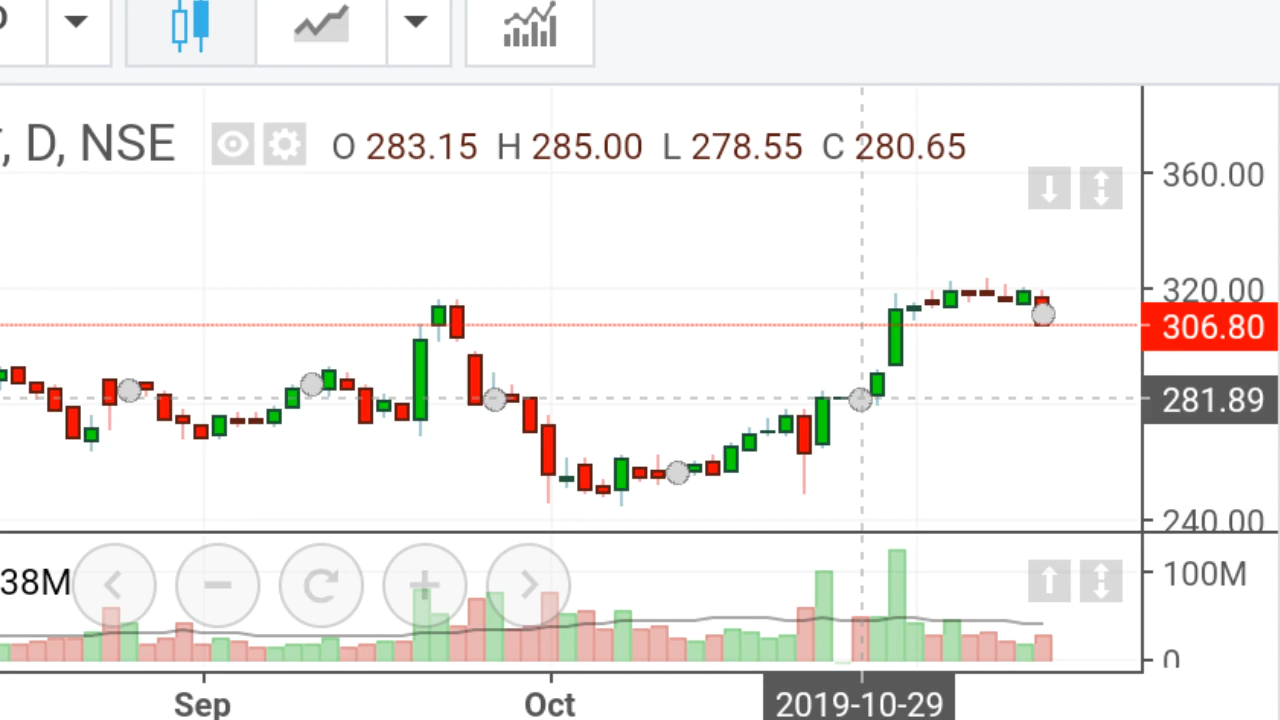 , D, NSE O 283.15 H 285.00 L 278.55 C 280.65
360.00
320.00
306.80
281.89
240.00
38M
100M
0
Sep Oct 2019-10-29